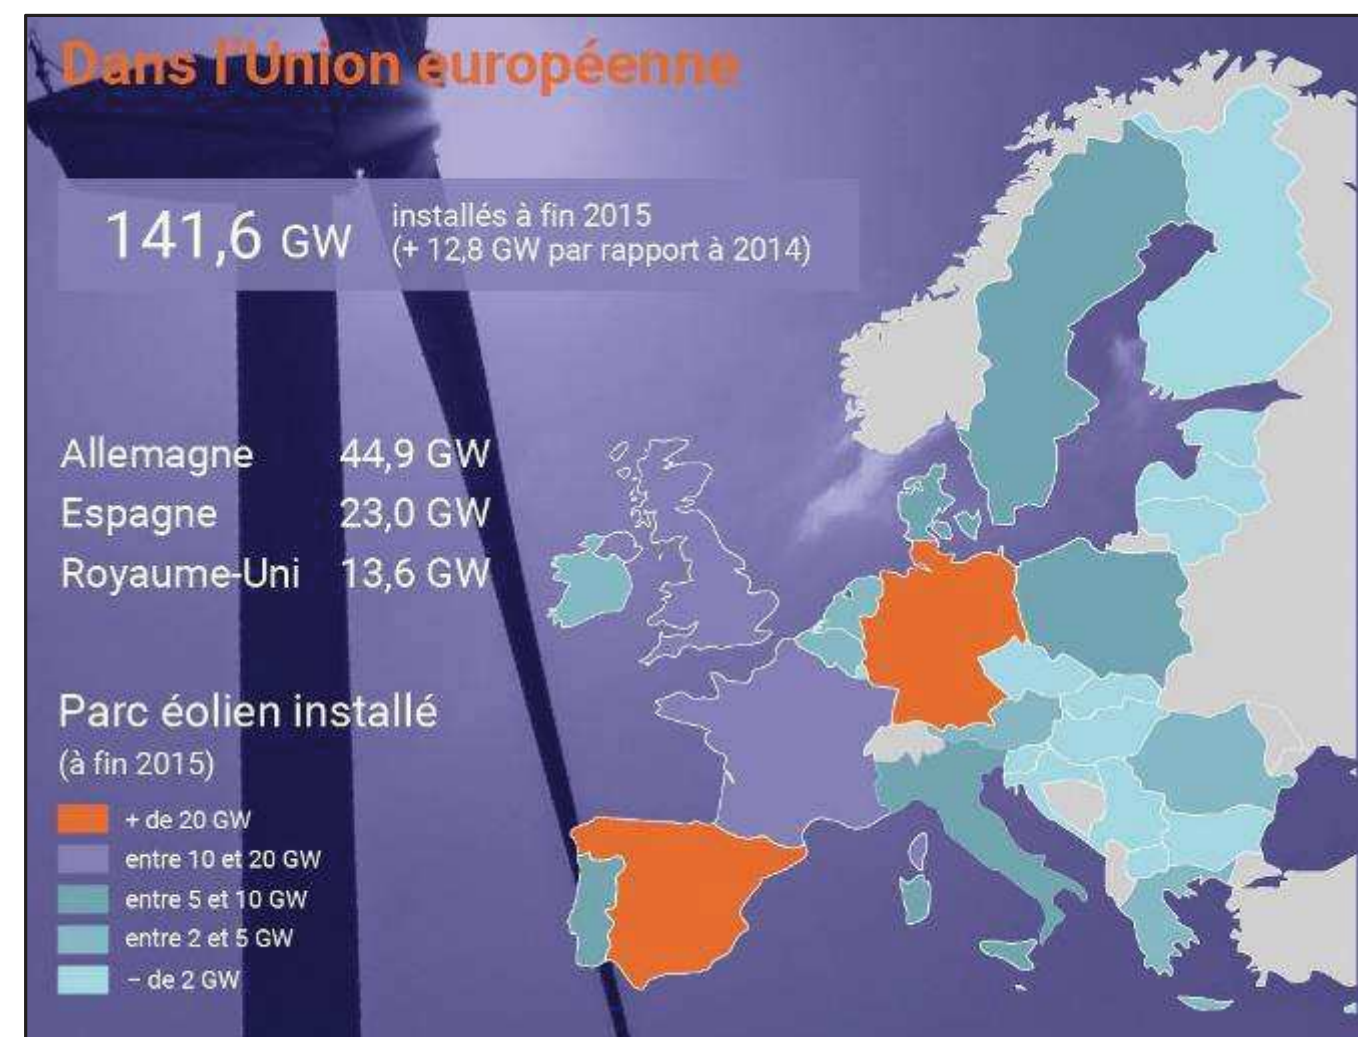 Dans l'Union européenne
141,6 GW
installés à fin 2015
(+ 12,8 GW par rapport à 2014)
Allemagne 44,9 GW
Espagne 23,0 GW
Royaume-Uni 13,6 GW
Parc éolien installé
(à fin 2015)
+ de 20 GW
entre 10 et 20 GW
entre 5 et 10 GW
entre 2 et 5 GW
– de 2 GW